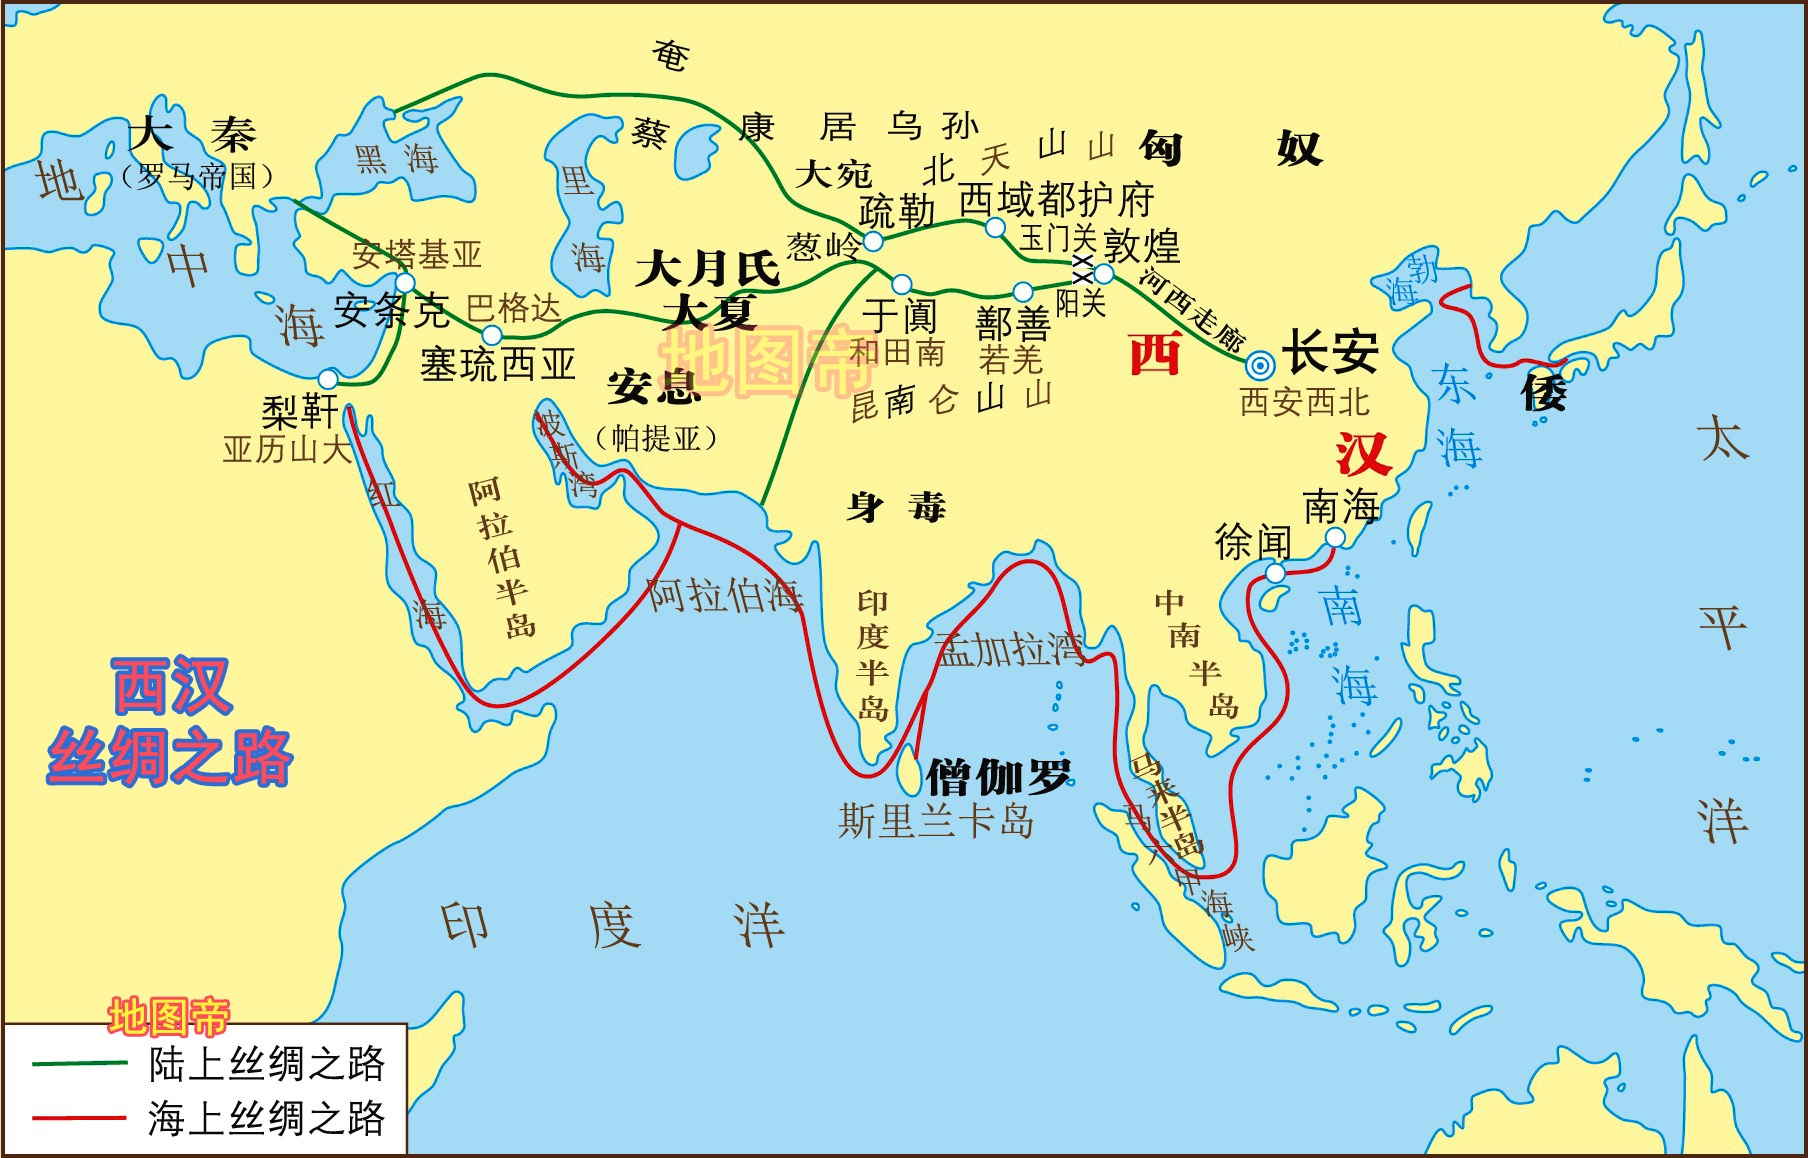 奄
蔡
康居
乌孙
匈奴
大秦
（罗马帝国）
黑海
地中海
里海
大宛
北天山山
疏勒
西域都护府
葱岭
玉门关
敦煌
安塔基亚
安条克
巴格达
塞琉西亚
大月氏
大夏
于阗
和田南
鄯善
若羌
阳关
河西走廊
长安
西安西北
西汉
昆南仑山山
地图帝
安息
（帕提亚）
梨靬
亚历山大
波斯湾
红海
阿拉伯半岛
阿拉伯海
身毒
印度半岛
孟加拉湾
僧伽罗
斯里兰卡岛
中南半岛
马来半岛
马六甲海峡
徐闻
南海
南海
东海
勃海
倭
太平洋
印度洋
西汉
丝绸之路
地图帝
陆上丝绸之路
海上丝绸之路